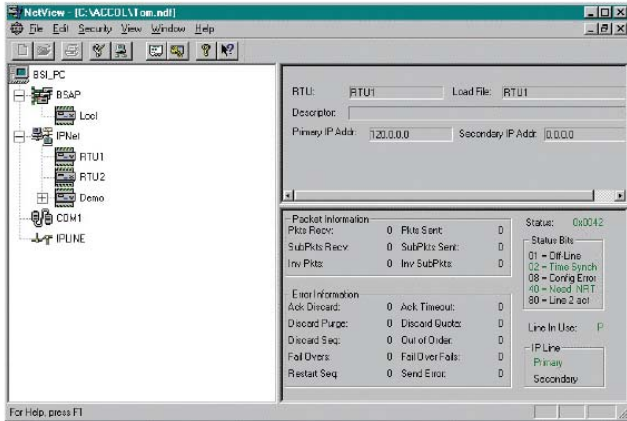 NetView - [C:\ACCOL\Tom.ndf]
File Edit Security View Window Help
BSI_PC
BSAP
Locl
IPNet
RTU1
RTU2
Demo
COM1
IPLINE
RTU: RTU1 Load File: RTU1
Descriptor:
Primary IP Addr: 120.0.0.0 Secondary IP Addr: 0.0.0.0
Packet Information
Pkts Recv: 0 Pkts Sent: 0
SubPkts Recv: 0 SubPkts Sent: 0
Inv Pkts: 0 Inv SubPkts: 0
Error Information
Ack Discard: 0 Ack Timeout: 0
Discard Purge: 0 Discard Quota: 0
Discard Seq: 0 Out of Order: 0
Fail Overs: 0 Fail Over Fails: 0
Restart Seq: 0 Send Error: 0
Status: 0x0042
Status Bits
01 = Off-Line
02 = Time Synch
08 = Config Error
40 = Need NRT
80 = Line 2 act
Line In Use: P
IP Line
Primary
Secondary
For Help, press F1